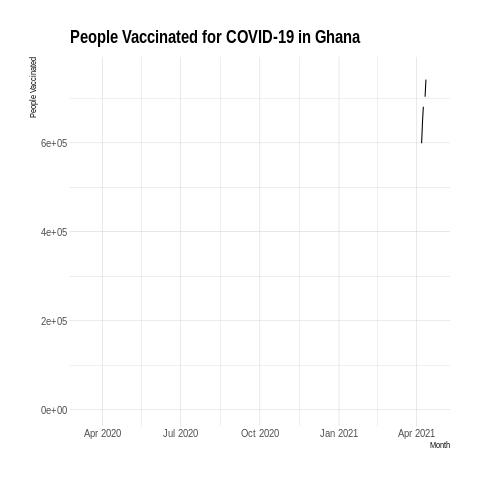 People Vaccinated for COVID-19 in Ghana
People Vaccinated
6e+05
4e+05
2e+05
0e+00
Apr 2020 Jul 2020 Oct 2020 Jan 2021 Apr 2021
Month